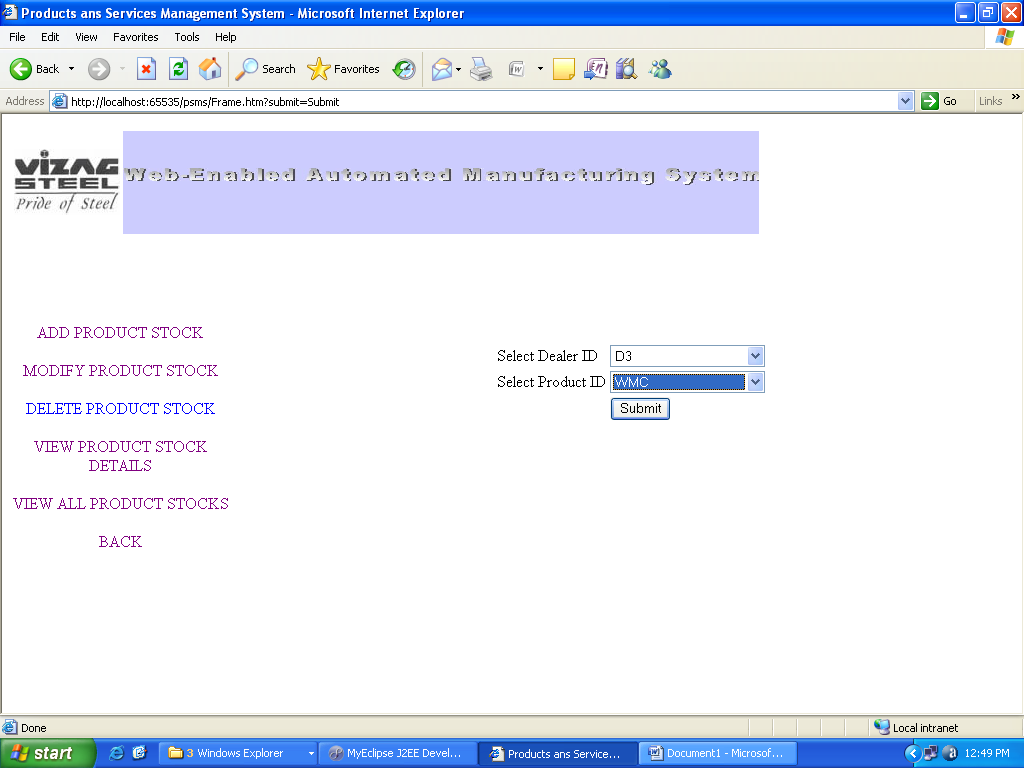 Products ans Services Management System - Microsoft Internet Explorer
File Edit View Favorites Tools Help
Back Search Favorites
Address http://localhost:65535/psms/Frame.htm?submit=Submit Go Links »
VIZAG
STEEL
Pride of Steel
Web-Enabled Automated Manufacturing System
ADD PRODUCT STOCK
MODIFY PRODUCT STOCK
DELETE PRODUCT STOCK
VIEW PRODUCT STOCK
DETAILS
VIEW ALL PRODUCT STOCKS
BACK
Select Dealer ID D3
Select Product ID WMC
Submit
Done Local intranet
start 3 Windows Explorer MyEclipse J2EE Devel... Products ans Service... Document1 - Microsof... 12:49 PM